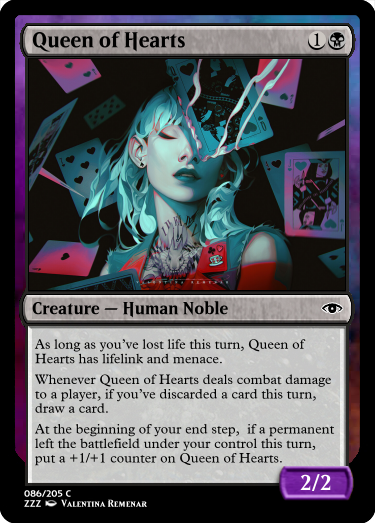 Queen of Hearts 1
VALENTINA REMENAR
Creature — Human Noble
As long as you've lost life this turn, Queen of
Hearts has lifelink and menace.
Whenever Queen of Hearts deals combat damage
to a player, if you've discarded a card this turn,
draw a card.
At the beginning of your end step,  if a permanent
left the battlefield under your control this turn,
put a +1/+1 counter on Queen of Hearts.
2/2
086/205 C
ZZZ Valentina Remenar